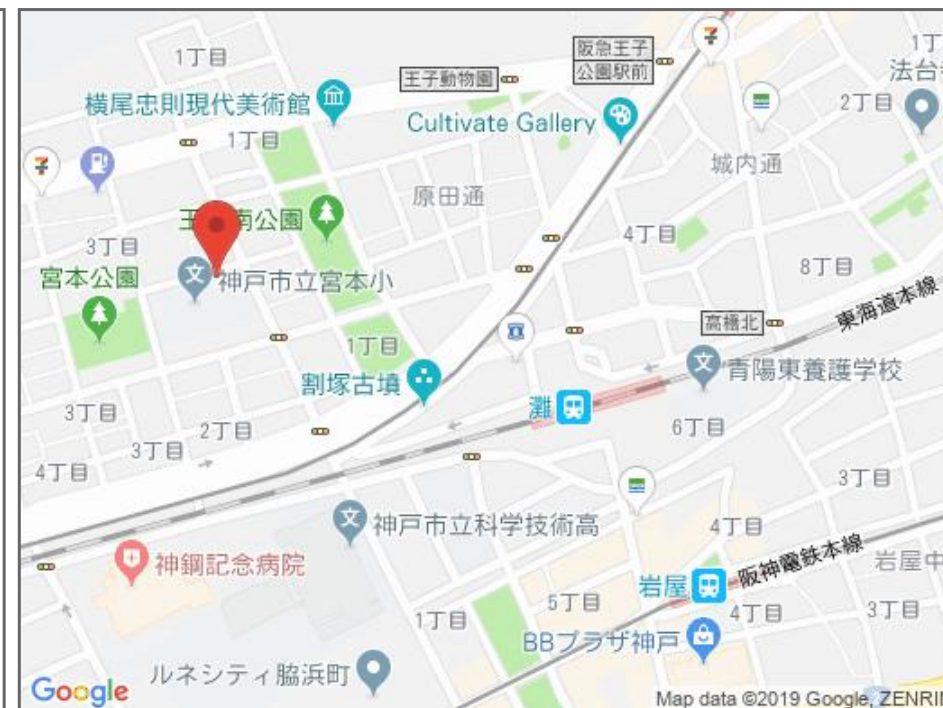 1丁目
阪急王子
公園駅前
1丁
法台
王子動物園
横尾忠則現代美術館
Cultivate Gallery
2丁目
1丁目
城内通
原田通
南公園
3丁目
4丁目
宮本公園
神戸市立宮本小
8丁目
東海道本線
高橋北
1丁目
割塚古墳
青陽東養護学校
灘
3丁目
2丁目
6丁目
3丁目
4丁目
3丁目
神戸市立科学技術高
4丁目
神鋼記念病院
阪神電鉄本線
岩屋中
岩屋
5丁目
4丁目
3丁目
1丁目
BBプラザ神戸
ルネシティ脇浜町
Google
Map data ©2019 Google, ZENRIN